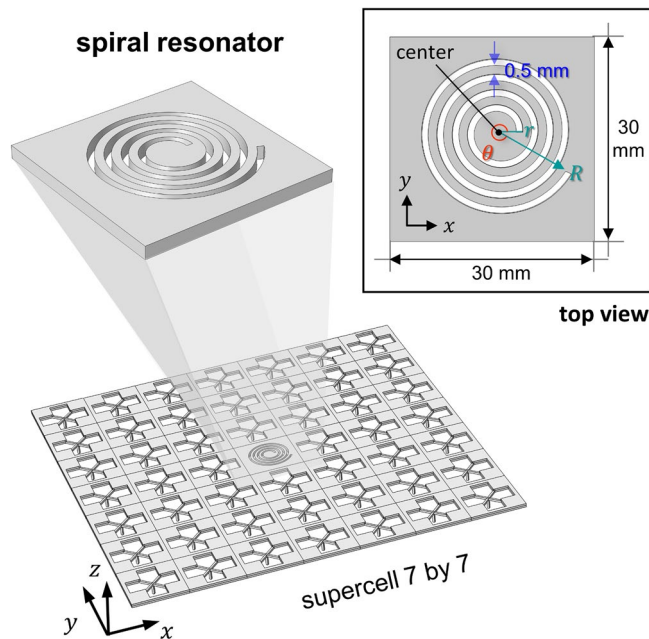 spiral resonator
center
0.5 mm
r
θ
R
y
x
30
mm
30 mm
top view
supercell 7 by 7
z
y
x